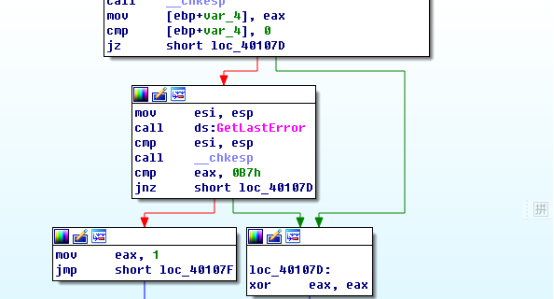 call    __chkesp
mov     [ebp+var_4], eax
cmp     [ebp+var_4], 0
jz      short loc_40107D
mov     esi, esp
call    ds:GetLastError
cmp     esi, esp
call    __chkesp
cmp     eax, 0B7h
jnz     short loc_40107D
mov     eax, 1
jmp     short loc_40107F
loc_40107D:
xor     eax, eax
拼